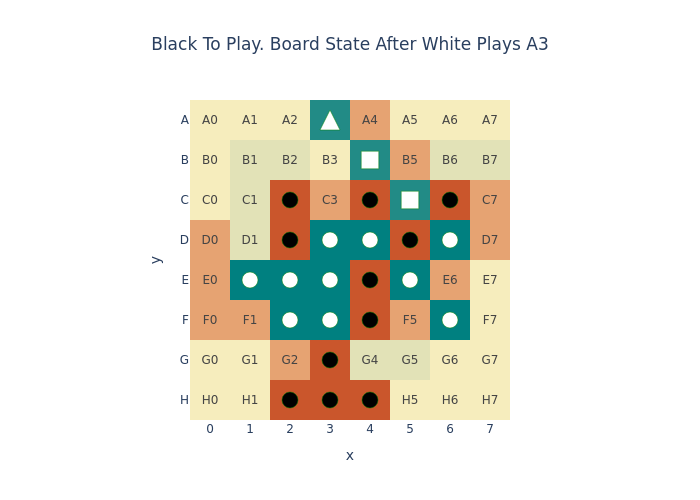 Black To Play. Board State After White Plays A3
A A0 A1 A2 A4 A5 A6 A7
B B0 B1 B2 B3 B5 B6 B7
C C0 C1 C3 C7
D D0 D1 D7
y
E E0 E6 E7
F F0 F1 F5 F7
G G0 G1 G2 G4 G5 G6 G7
H H0 H1 H5 H6 H7
0 1 2 3 4 5 6 7
x